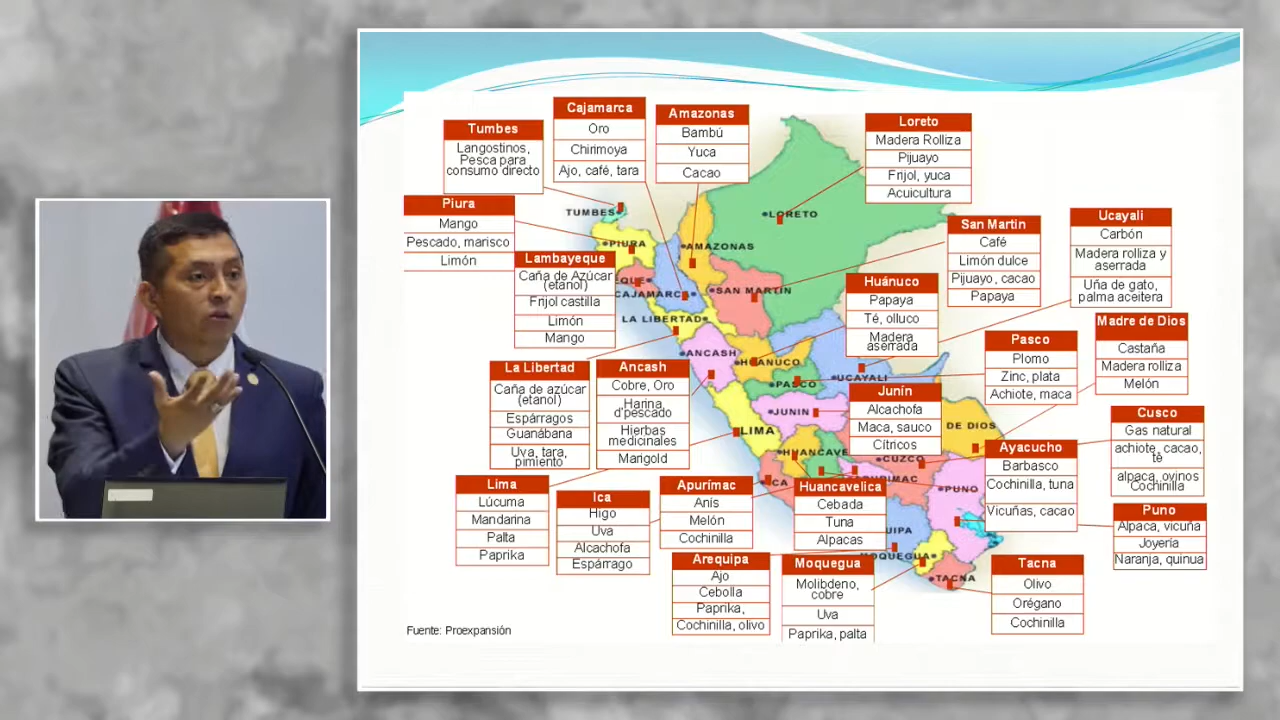 Cajamarca
Oro
Chirimoya
Ajo, café, tara
Amazonas
Bambú
Yuca
Cacao
Tumbes
Langostinos,
Pesca para
consumo directo
Loreto
Madera Rolliza
Pijuayo
Frijol, yuca
Acuicultura
Piura
Mango
Pescado, marisco
Limón
San Martin
Café
Limón dulce
Pijuayo, cacao
Papaya
Ucayali
Carbón
Madera rolliza y
aserrada
Uña de gato,
palma aceitera
Lambayeque
Caña de Azúcar
(etanol)
Frijol castilla
Limón
Mango
Huánuco
Papaya
Té, olluco
Madera
aserrada
Madre de Dios
Castaña
Madera rolliza
Melón
Pasco
Plomo
Zinc, plata
Achiote, maca
La Libertad
Caña de azúcar
(etanol)
Espárragos
Guanábana
Uva, tara,
pimiento
Ancash
Cobre, Oro
Harina
d'pescado
Hierbas
medicinales
Marigold
Junín
Alcachofa
Maca, sauco
Cítricos
Cusco
Gas natural
achiote, cacao,
té
alpaca, ovinos
Cochinilla
Ayacucho
Barbasco
Cochinilla, tuna
Vicuñas, cacao
Lima
Lúcuma
Mandarina
Palta
Paprika
Ica
Higo
Uva
Alcachofa
Espárrago
Apurímac
Anís
Melón
Cochinilla
Huancavelica
Cebada
Tuna
Alpacas
Puno
Alpaca, vicuña
Joyería
Naranja, quinua
Arequipa
Ajo
Cebolla
Paprika,
Cochinilla, olivo
Moquegua
Molibdeno,
cobre
Uva
Paprika, palta
Tacna
Olivo
Orégano
Cochinilla
TUMBES
LORETO
PIURA
AMAZONAS
QUE
CAJAMARCA
SAN MARTIN
LA LIBERTAD
ANCASH
HUANUCO
UCAYALI
PASCO
JUNIN
LIMA
DE DIOS
HUANCAVE
CUZCO
PUNO
MOQUEGUA
TACNA
Fuente: Proexpansión